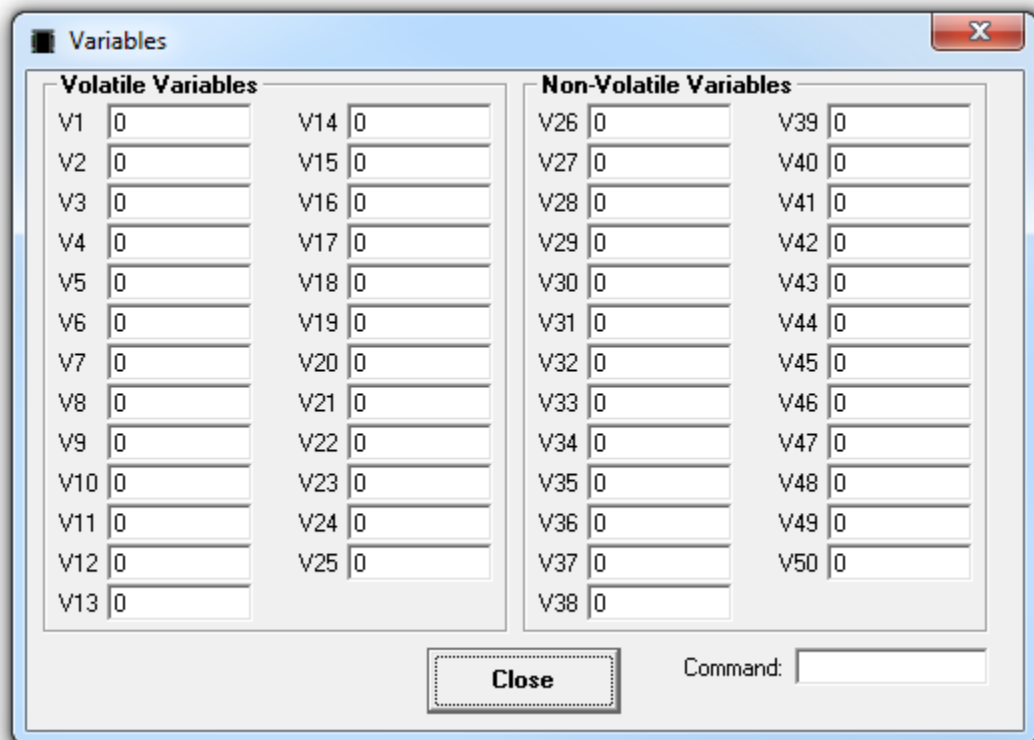 Variables
Volatile Variables Non-Volatile Variables
V1 0 V14 0 V26 0 V39 0
V2 0 V15 0 V27 0 V40 0
V3 0 V16 0 V28 0 V41 0
V4 0 V17 0 V29 0 V42 0
V5 0 V18 0 V30 0 V43 0
V6 0 V19 0 V31 0 V44 0
V7 0 V20 0 V32 0 V45 0
V8 0 V21 0 V33 0 V46 0
V9 0 V22 0 V34 0 V47 0
V10 0 V23 0 V35 0 V48 0
V11 0 V24 0 V36 0 V49 0
V12 0 V25 0 V37 0 V50 0
V13 0 V38 0
Close Command: